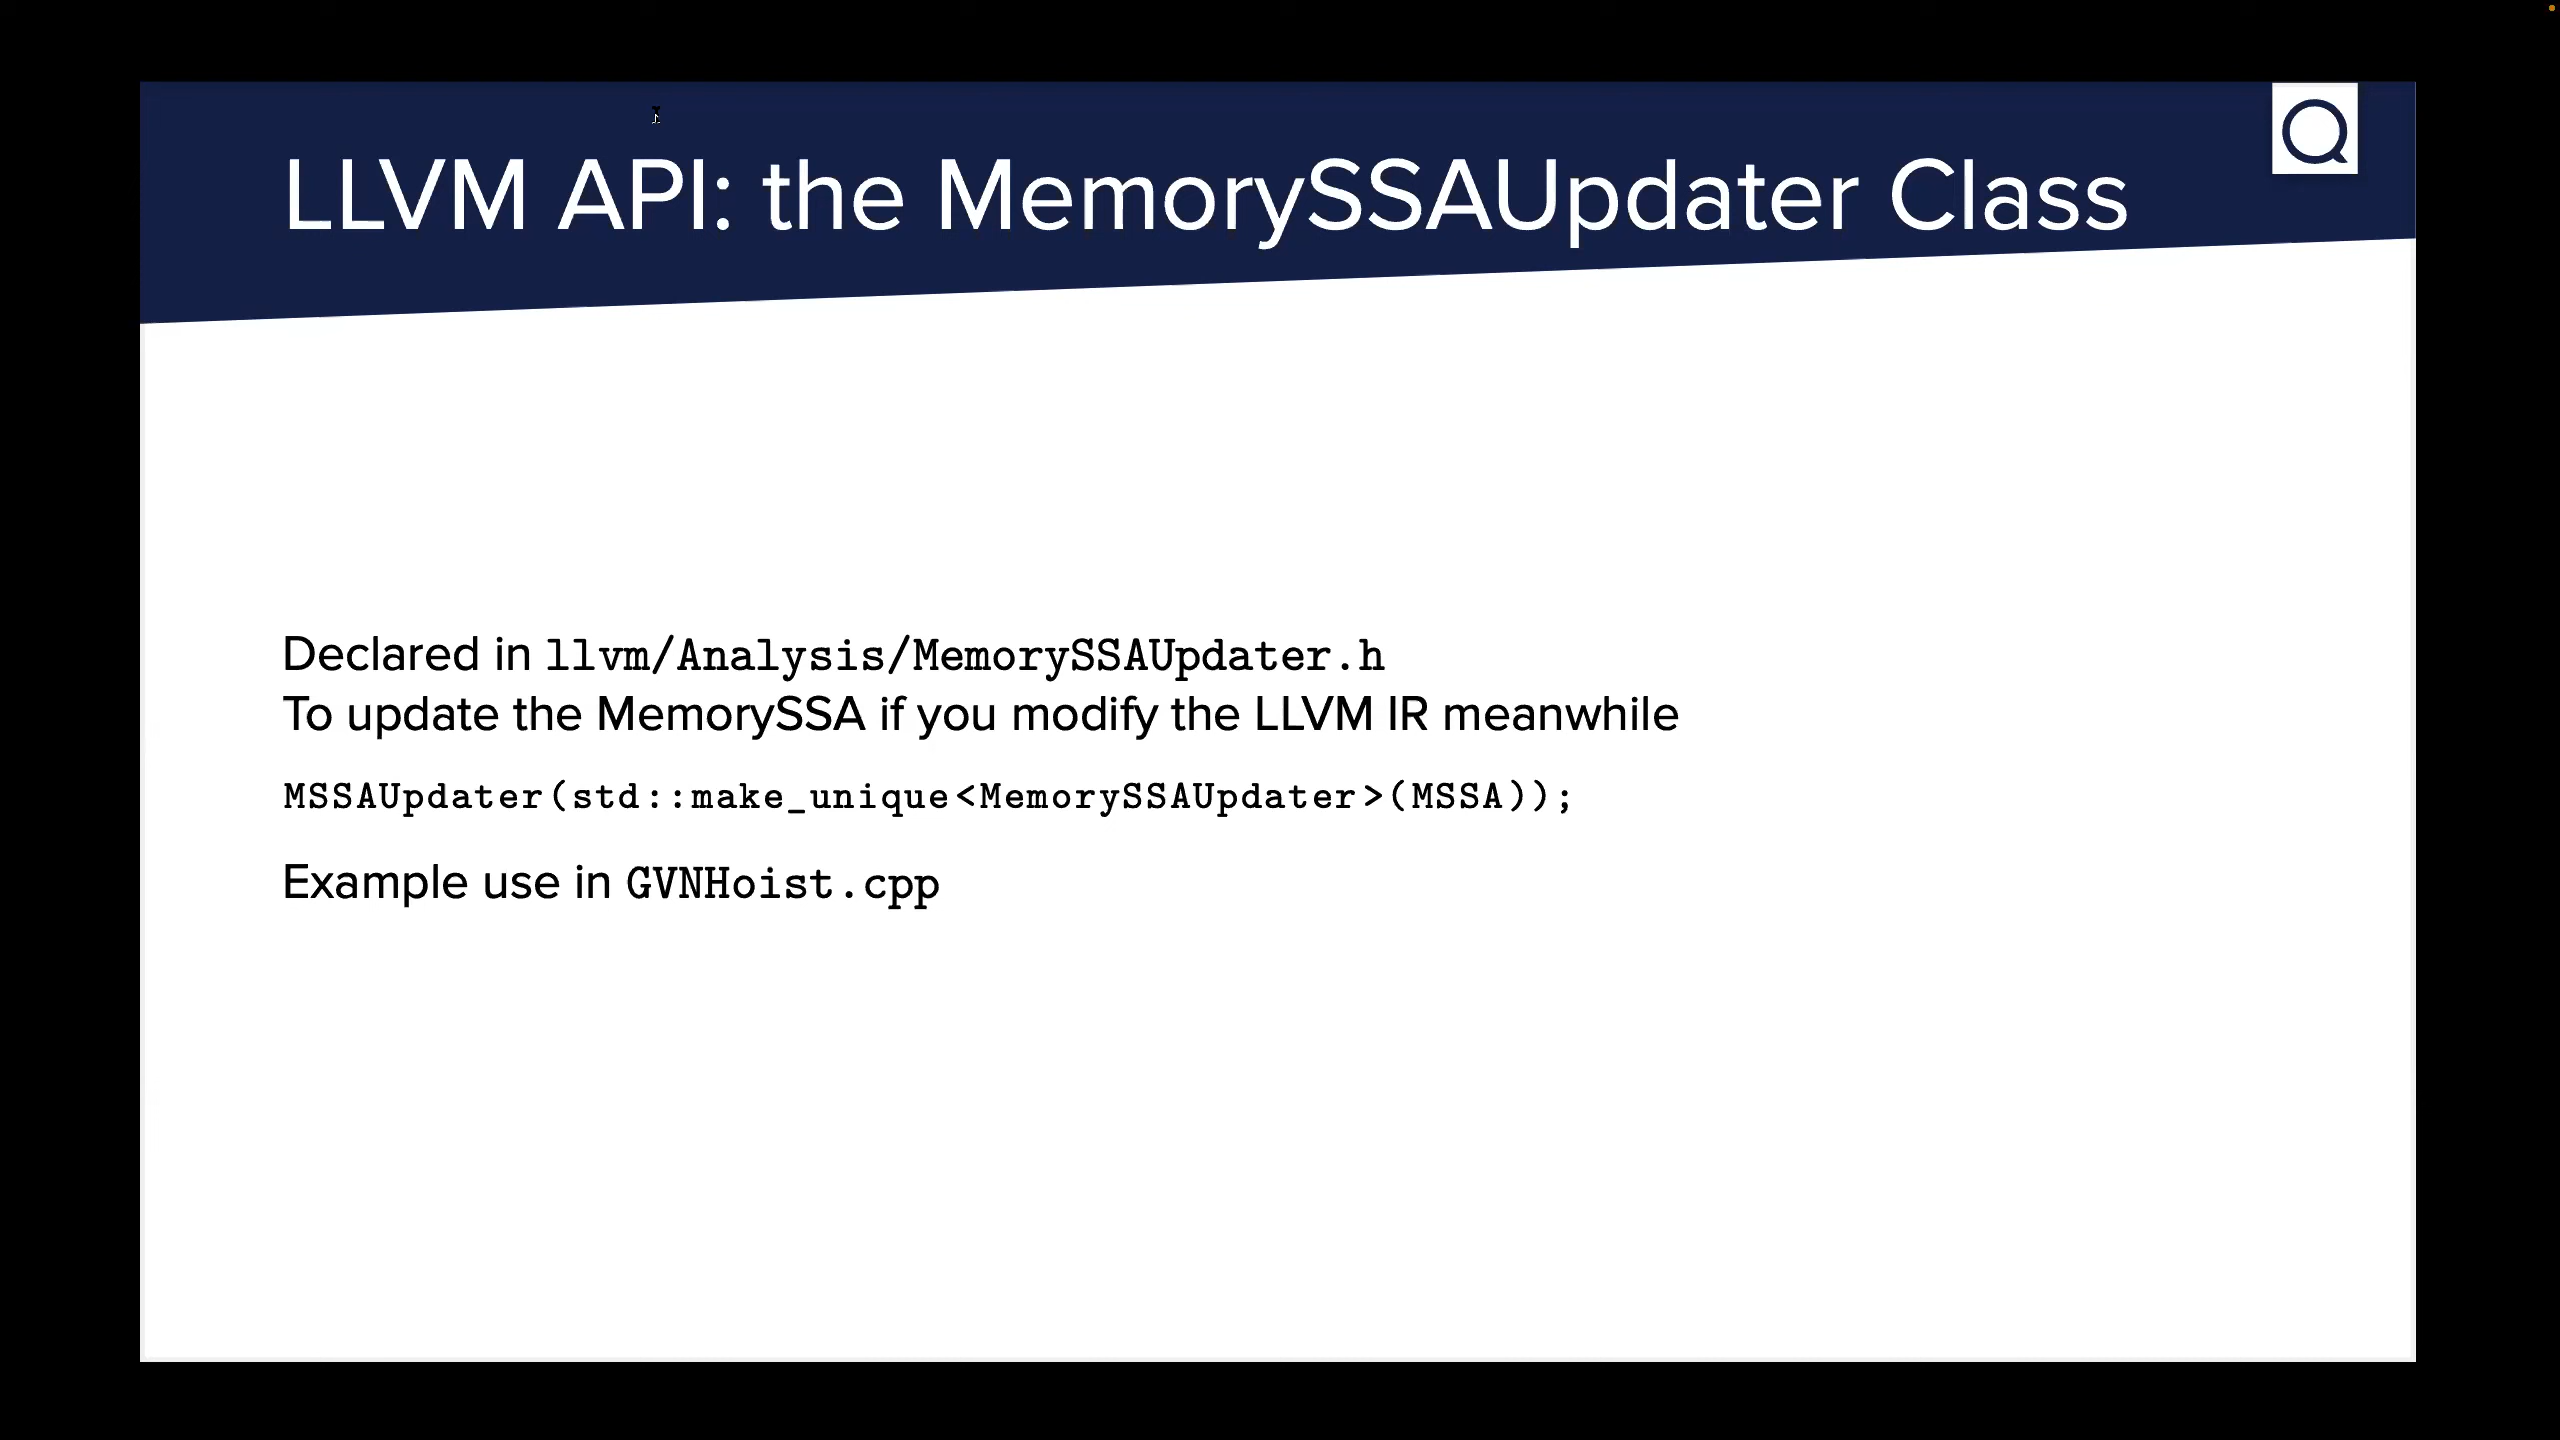 LLVM API: the MemorySSAUpdater Class
Declared in llvm/Analysis/MemorySSAUpdater.h
To update the MemorySSA if you modify the LLVM IR meanwhile
MSSAUpdater(std::make_unique<MemorySSAUpdater>(MSSA));
Example use in GVNHoist.cpp